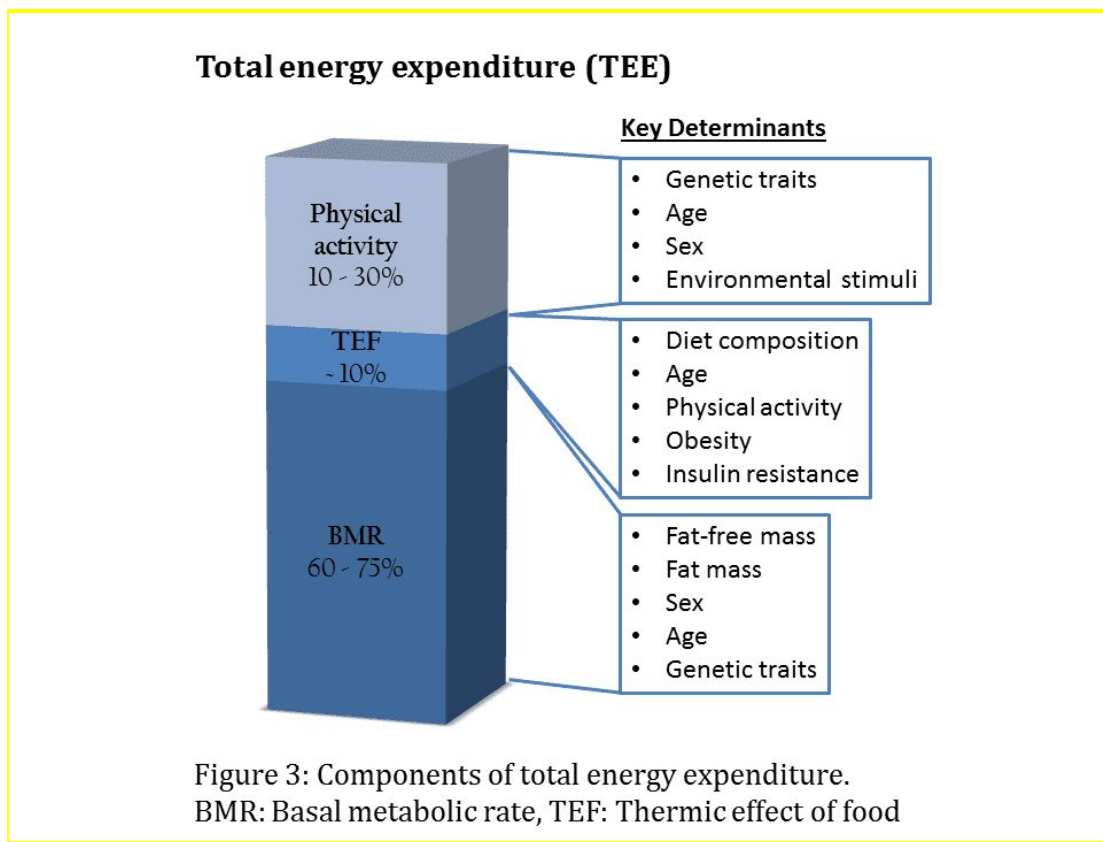 Total energy expenditure (TEE)
Key Determinants
Physical
activity
10 - 30%
• Genetic traits
• Age
• Sex
• Environmental stimuli
TEF
~10%
• Diet composition
• Age
• Physical activity
• Obesity
• Insulin resistance
BMR
60 - 75%
• Fat-free mass
• Fat mass
• Sex
• Age
• Genetic traits
Figure 3: Components of total energy expenditure.
BMR: Basal metabolic rate, TEF: Thermic effect of food